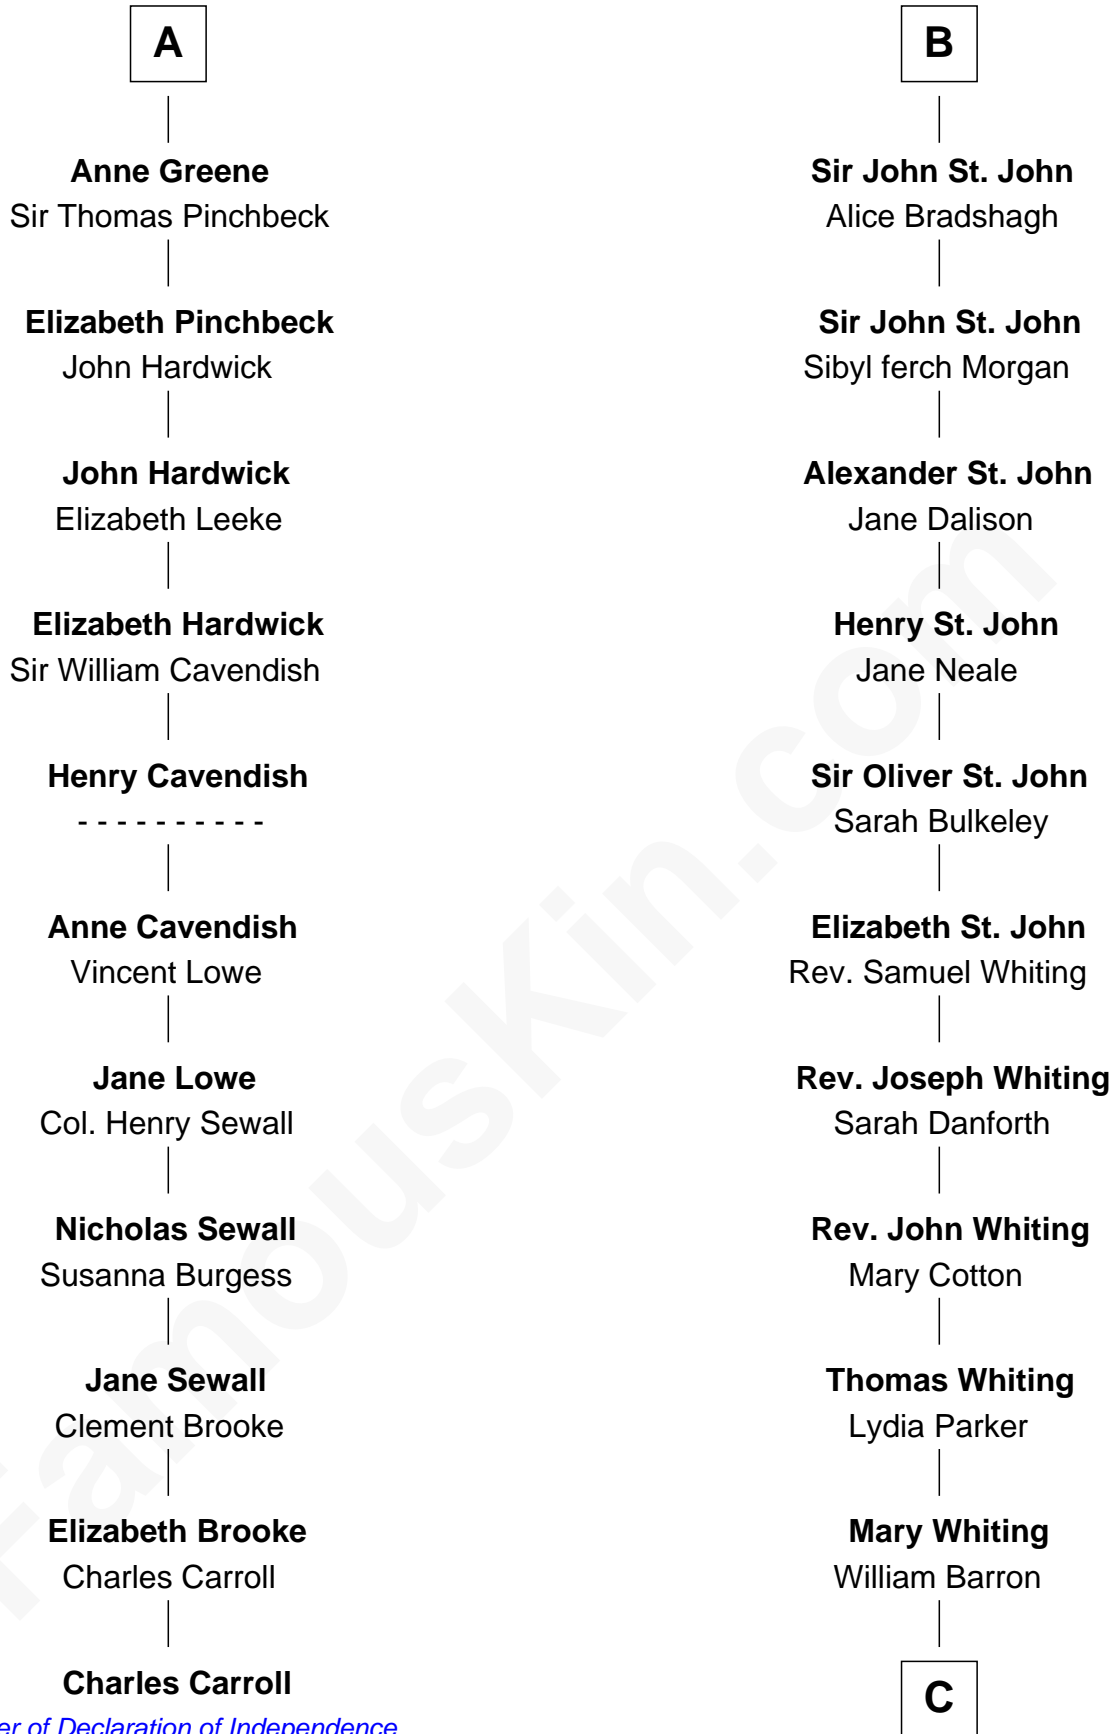 A
Anne Greene
Sir Thomas Pinchbeck
Elizabeth Pinchbeck
John Hardwick
John Hardwick
Elizabeth Leeke
Elizabeth Hardwick
Sir William Cavendish
Henry Cavendish
- - - - - - - - - -
Anne Cavendish
Vincent Lowe
Jane Lowe
Col. Henry Sewall
Nicholas Sewall
Susanna Burgess
Jane Sewall
Clement Brooke
Elizabeth Brooke
Charles Carroll
Charles Carroll
er of Declaration of Independence
B
Sir John St. John
Alice Bradshagh
Sir John St. John
Sibyl ferch Morgan
Alexander St. John
Jane Dalison
Henry St. John
Jane Neale
Sir Oliver St. John
Sarah Bulkeley
Elizabeth St. John
Rev. Samuel Whiting
Rev. Joseph Whiting
Sarah Danforth
Rev. John Whiting
Mary Cotton
Thomas Whiting
Lydia Parker
Mary Whiting
William Barron
C
FamousKin.com